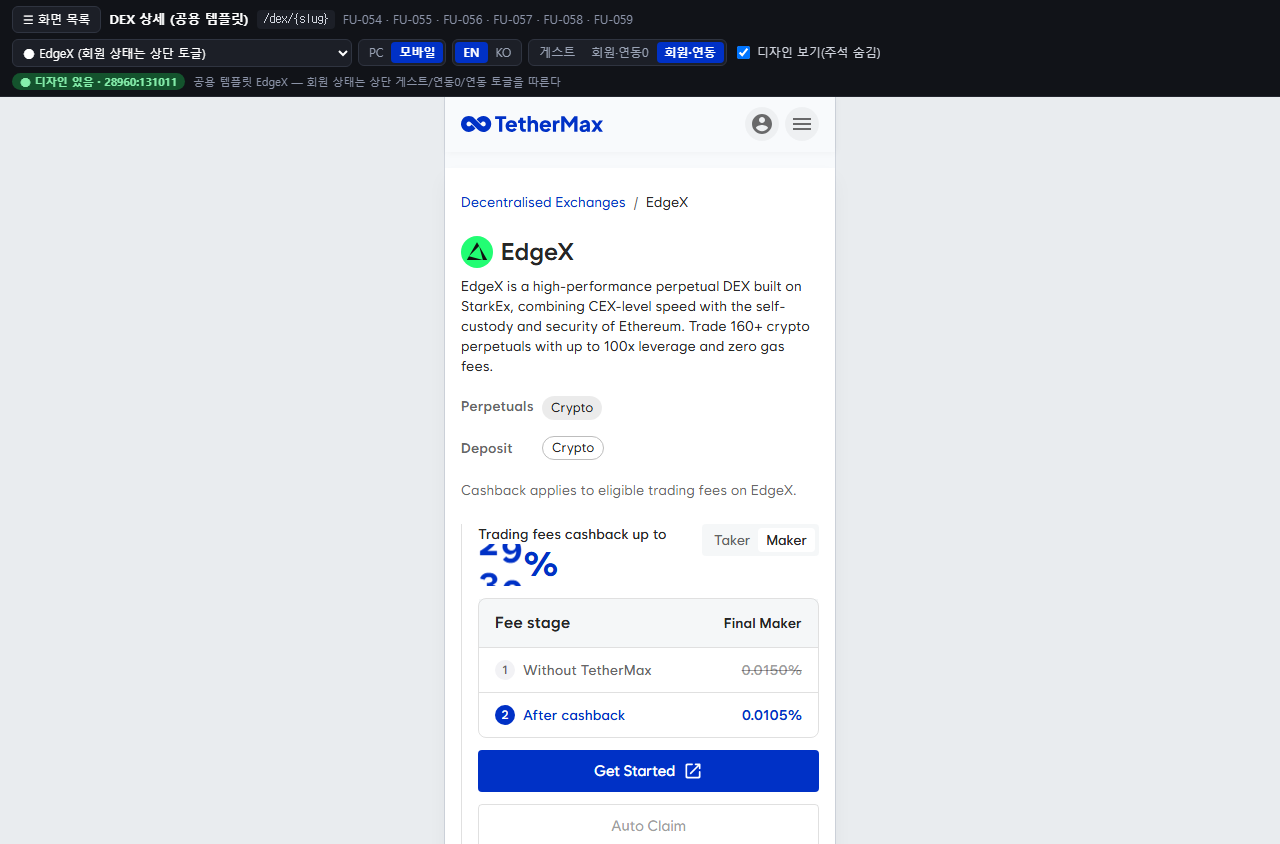 ☰ 화면 목록 DEX 상세 (공용 템플릿) /dex/{slug} FU-054 · FU-055 · FU-056 · FU-057 · FU-058 · FU-059
● EdgeX (회원 상태는 상단 토글) PC 모바일 EN KO 게스트 회원·연동0 회원·연동 디자인 보기(주석 숨김)
● 디자인 있음 · 28960:131011 공용 템플릿 EdgeX — 회원 상태는 상단 게스트/연동0/연동 토글을 따른다
TetherMax
Decentralised Exchanges / EdgeX
EdgeX
EdgeX is a high-performance perpetual DEX built on
StarkEx, combining CEX-level speed with the self-
custody and security of Ethereum. Trade 160+ crypto
perpetuals with up to 100x leverage and zero gas
fees.
Perpetuals Crypto
Deposit Crypto
Cashback applies to eligible trading fees on EdgeX.
Trading fees cashback up to Taker Maker
%
Fee stage Final Maker
1 Without TetherMax 0.0150%
2 After cashback 0.0105%
Get Started
Auto Claim